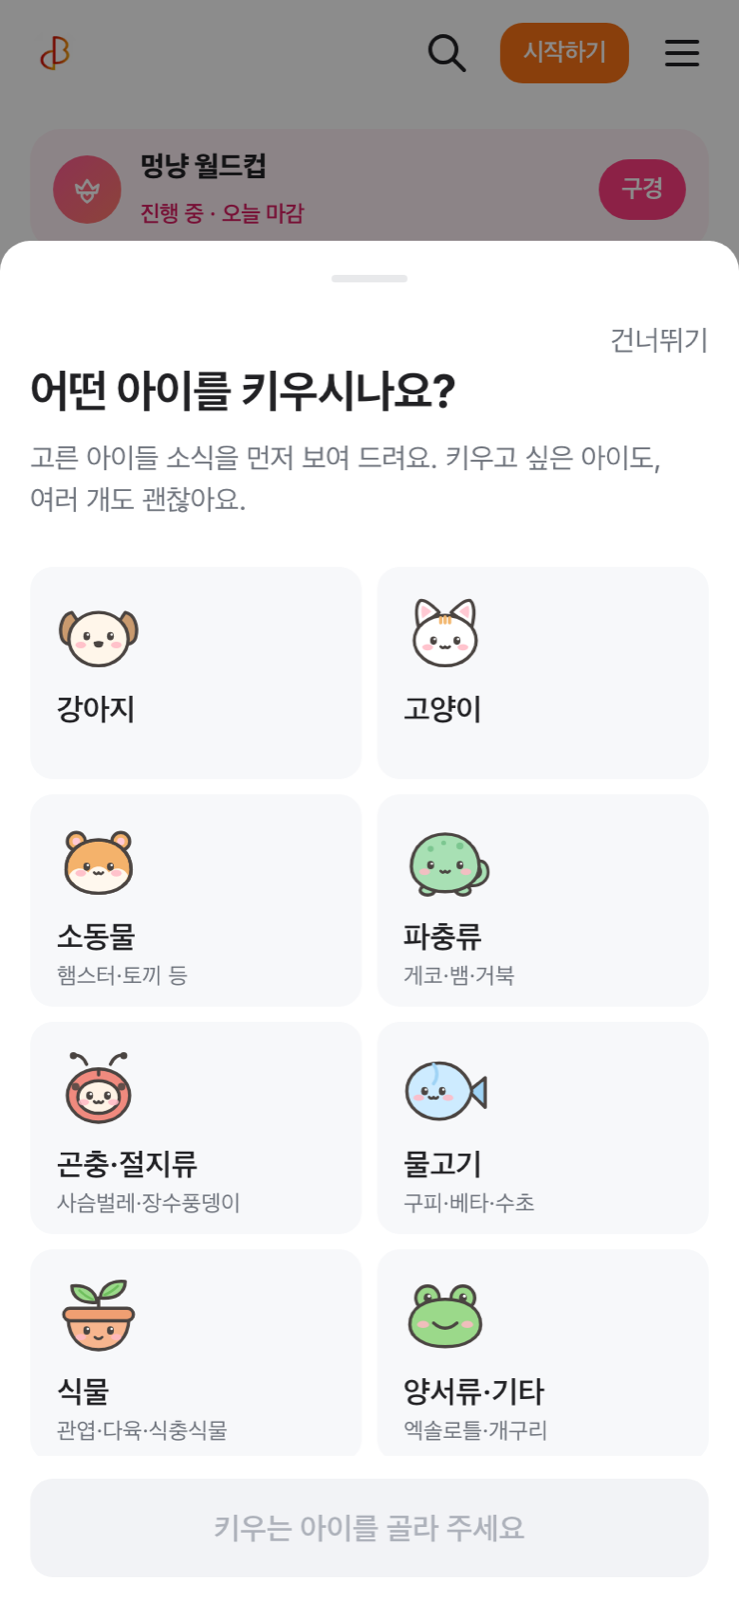 시작하기
멍냥 월드컵
진행 중 · 오늘 마감
구경
건너뛰기
어떤 아이를 키우시나요?
고른 아이들 소식을 먼저 보여 드려요. 키우고 싶은 아이도,
여러 개도 괜찮아요.
강아지
고양이
소동물
햄스터·토끼 등
파충류
게코·뱀·거북
곤충·절지류
사슴벌레·장수풍뎅이
물고기
구피·베타·수초
식물
관엽·다육·식충식물
양서류·기타
엑솔로틀·개구리
키우는 아이를 골라 주세요